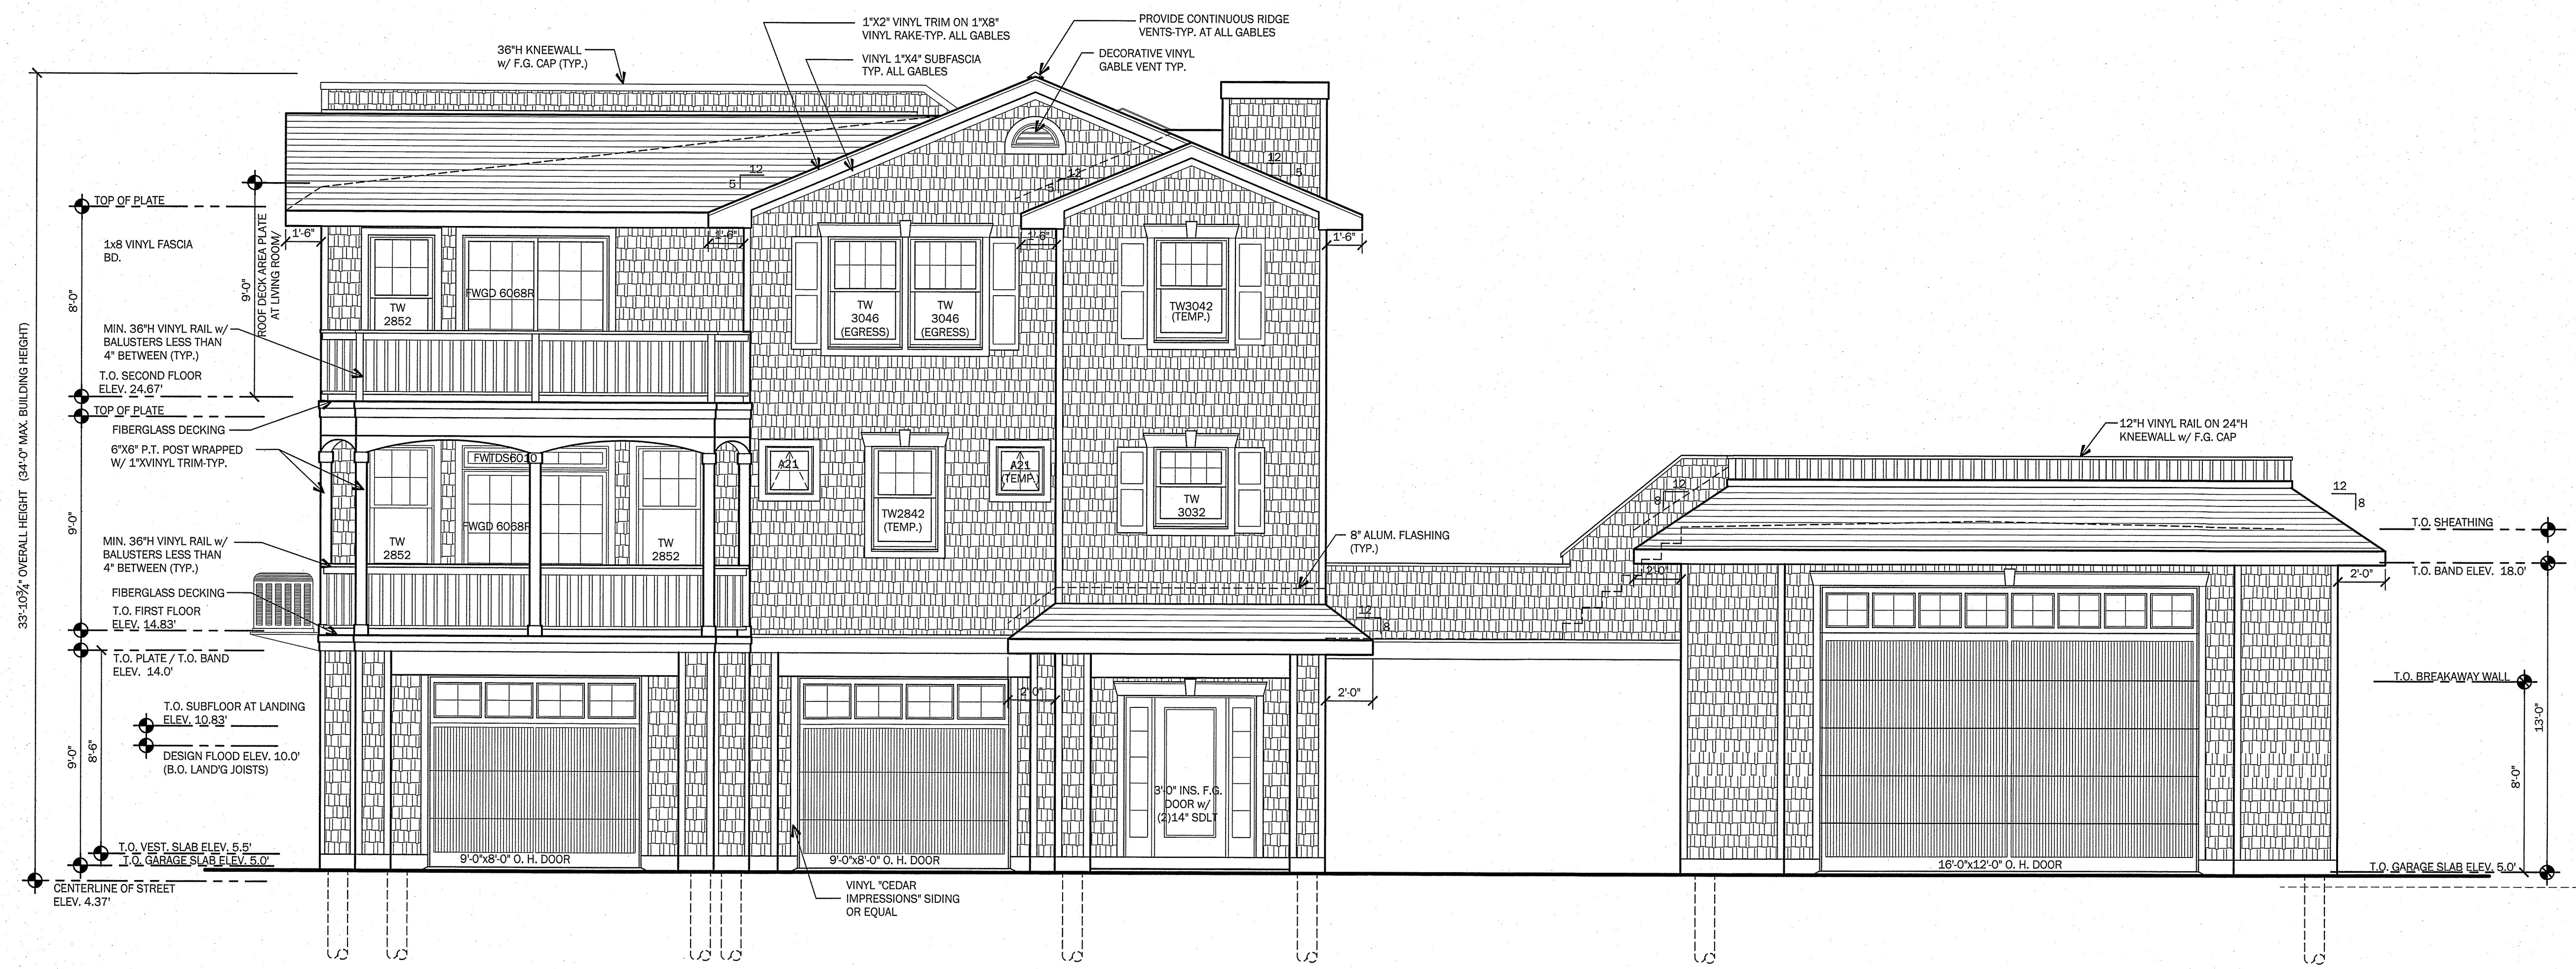 1"X2" VINYL TRIM ON 1"X8"
VINYL RAKE-TYP. ALL GABLES
PROVIDE CONTINUOUS RIDGE
VENTS-TYP. AT ALL GABLES
36"H KNEEWALL
w/ F.G. CAP (TYP.)
VINYL 1"X4" SUBFASCIA
TYP. ALL GABLES
DECORATIVE VINYL
GABLE VENT TYP.
12
5
12
5
12
5
TOP OF PLATE
1x8 VINYL FASCIA
BD.
1'-6"
1'-6"
1'-6"
1'-6"
8'-0"
9'-0"
ROOF DECK AREA PLATE
AT LIVING ROOM/
33'-10¾" OVERALL HEIGHT (34'-0" MAX. BUILDING HEIGHT)
TW
2852
FWGD 6068R
TW
3046
(EGRESS)
TW
3046
(EGRESS)
TW3042
(TEMP.)
MIN. 36"H VINYL RAIL w/
BALUSTERS LESS THAN
4" BETWEEN (TYP.)
T.O. SECOND FLOOR
ELEV. 24.67'
TOP OF PLATE
FIBERGLASS DECKING
6"X6" P.T. POST WRAPPED
W/ 1"XVINYL TRIM-TYP.
9'-0"
FWTDS6010
FWGD 6068R
TW
2852
TW
2852
A21
A21
(TEMP.)
TW2842
(TEMP.)
TW
3032
12"H VINYL RAIL ON 24"H
KNEEWALL w/ F.G. CAP
12
8
12
8
T.O. SHEATHING
8" ALUM. FLASHING
(TYP.)
MIN. 36"H VINYL RAIL w/
BALUSTERS LESS THAN
4" BETWEEN (TYP.)
2'-0"
2'-0"
T.O. BAND ELEV. 18.0'
FIBERGLASS DECKING
T.O. FIRST FLOOR
ELEV. 14.83'
12
8
T.O. PLATE / T.O. BAND
ELEV. 14.0'
2'-0"
2'-0"
T.O. BREAKAWAY WALL
T.O. SUBFLOOR AT LANDING
ELEV. 10.83'
DESIGN FLOOD ELEV. 10.0'
(B.O. LAND'G JOISTS)
9'-0"
8'-6"
13'-0"
8'-0"
3'-0" INS. F.G.
DOOR w/
(2)14" SDLT
T.O. VEST. SLAB ELEV. 5.5'
T.O. GARAGE SLAB ELEV. 5.0'
9'-0"x8'-0" O. H. DOOR
9'-0"x8'-0" O. H. DOOR
16'-0"x12'-0" O. H. DOOR
T.O. GARAGE SLAB ELEV. 5.0'
CENTERLINE OF STREET
ELEV. 4.37'
VINYL "CEDAR
IMPRESSIONS" SIDING
OR EQUAL